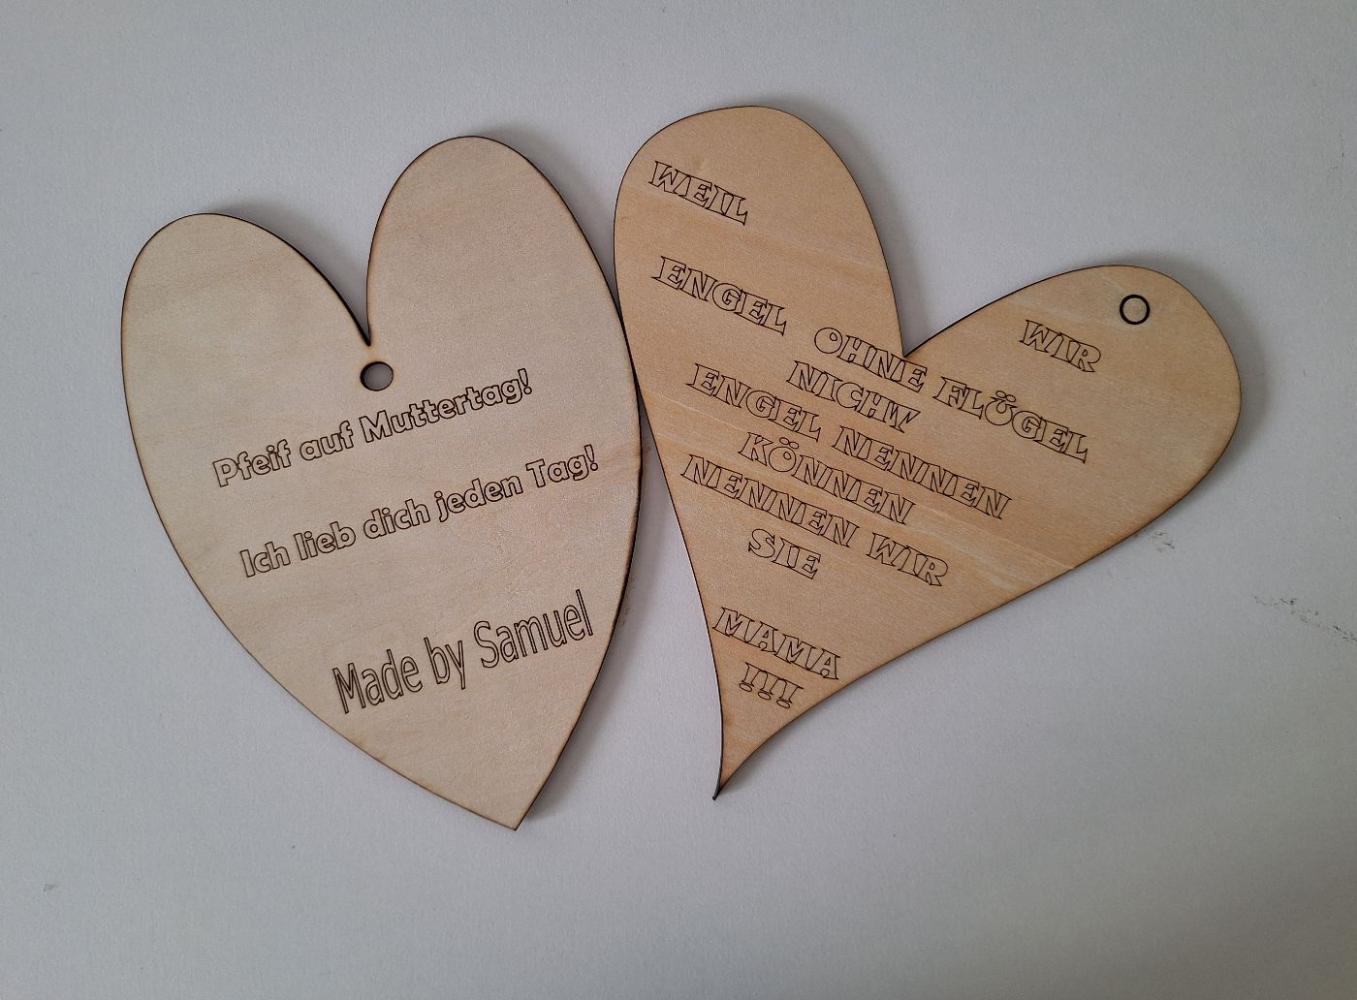 Pfeif auf Muttertag!
Ich lieb dich jeden Tag!
Made by Samuel
WEIL WIR
ENGEL OHNE FLÜGEL
NICHT
ENGEL NENNEN
KÖNNEN
NENNEN WIR
SIE
MAMA
!!!